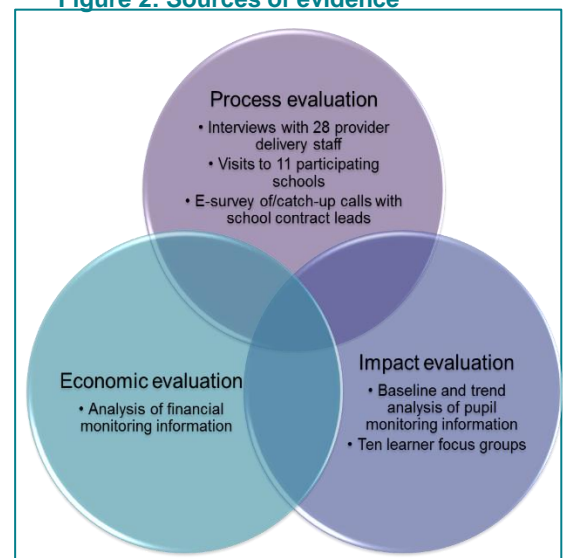 Figure 2: Sources of evidence
Process evaluation
• Interviews with 28 provider
delivery staff
• Visits to 11 participating
schools
• E-survey of/catch-up calls with
school contract leads
Economic evaluation
• Analysis of financial
monitoring information
Impact evaluation
• Baseline and trend
analysis of pupil
monitoring information
• Ten learner focus groups